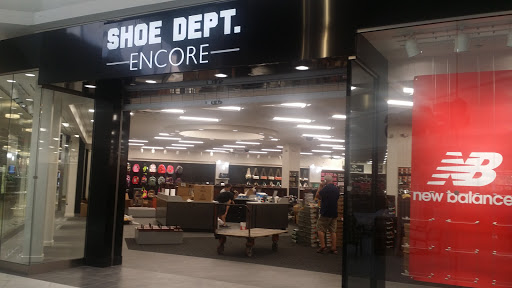 SHOE DEPT.
ENCORE
NB
new balance